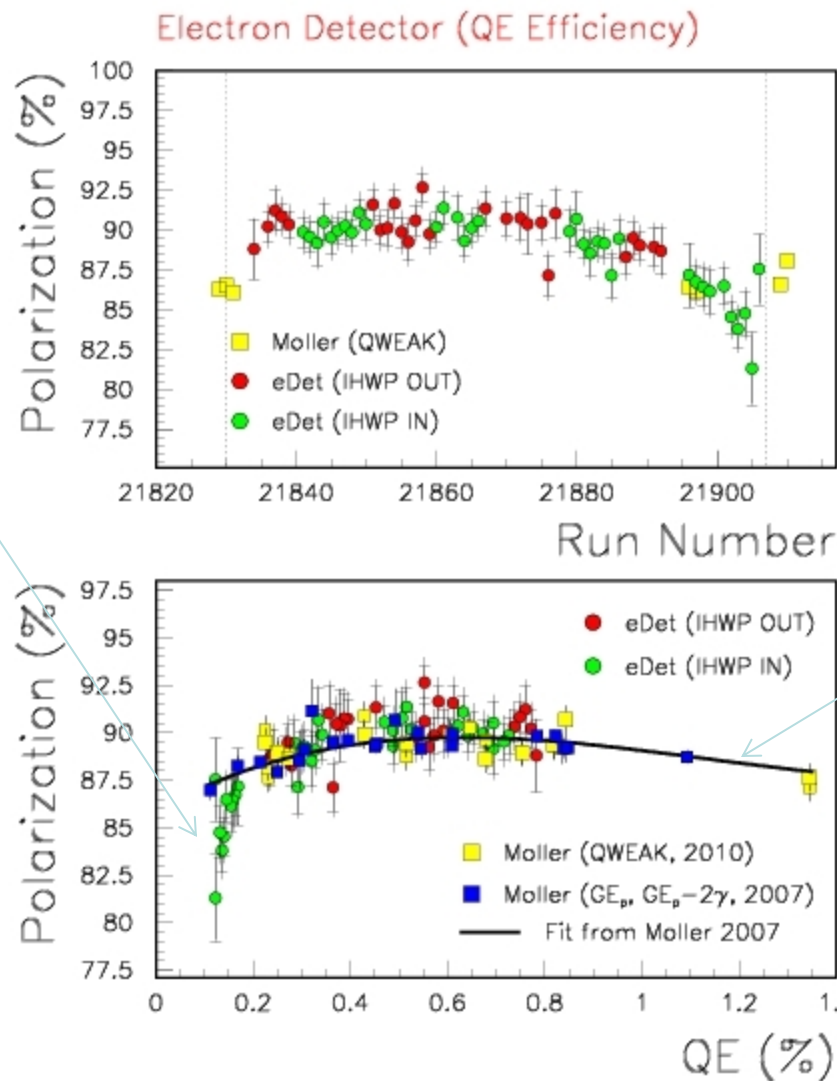 Electron Detector (QE Efficiency)
Polarization (%)
100
97.5
95
92.5
90
87.5
85
82.5
80
77.5
Moller (QWEAK)
eDet (IHWP OUT)
eDet (IHWP IN)
21820 21840 21860 21880 21900
Run Number
Polarization (%)
97.5
95
92.5
90
87.5
85
82.5
80
77.5
eDet (IHWP OUT)
eDet (IHWP IN)
Moller (QWEAK, 2010)
Moller (GEp, GEp-2γ, 2007)
Fit from Moller 2007
0 0.2 0.4 0.6 0.8 1 1.2 1.
QE (%)